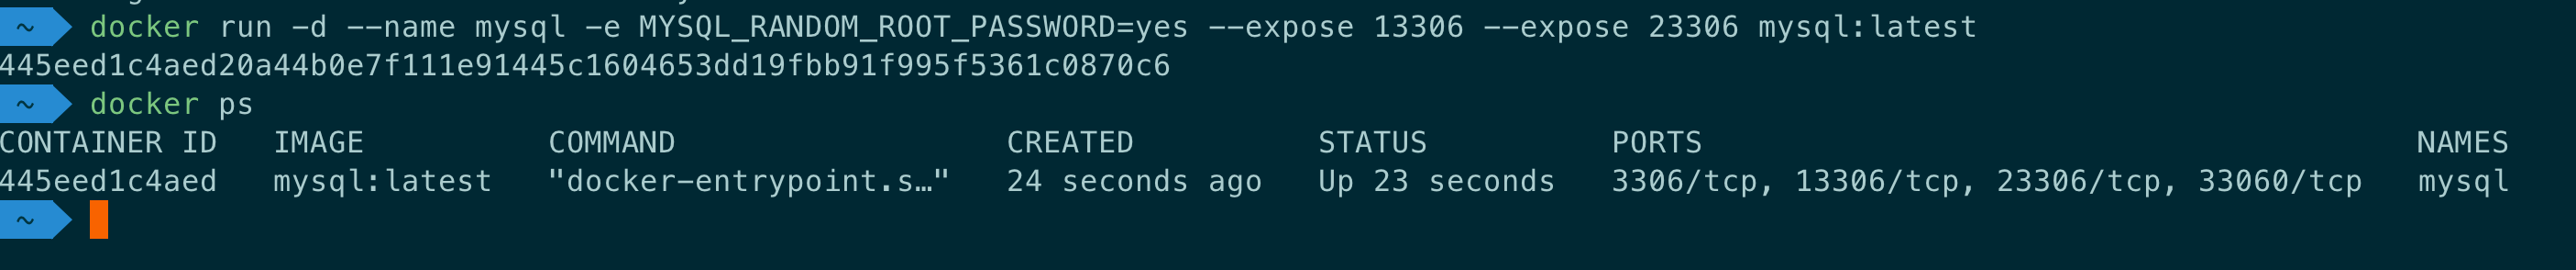 ~ docker run -d --name mysql -e MYSQL_RANDOM_ROOT_PASSWORD=yes --expose 13306 --expose 23306 mysql:latest
445eed1c4aed20a44b0e7f111e91445c1604653dd19fbb91f995f5361c0870c6
~ docker ps
CONTAINER ID   IMAGE          COMMAND                  CREATED          STATUS          PORTS                                       NAMES
445eed1c4aed   mysql:latest   "docker-entrypoint.s…"   24 seconds ago   Up 23 seconds   3306/tcp, 13306/tcp, 23306/tcp, 33060/tcp   mysql
~